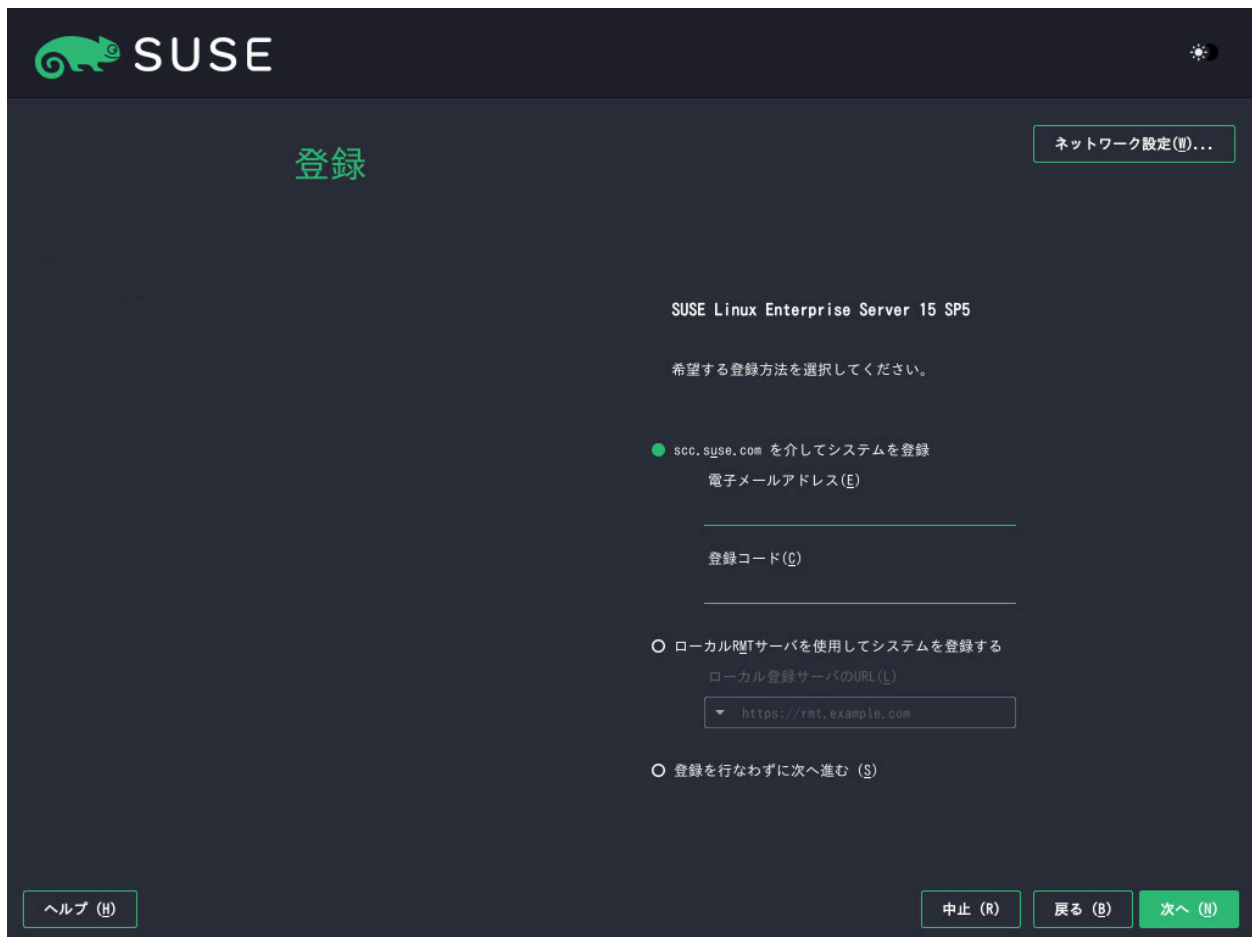 SUSE
ネットワーク設定(W)...
登録
SUSE Linux Enterprise Server 15 SP5
希望する登録方法を選択してください。
scc.suse.com を介してシステムを登録
電子メールアドレス(E)
登録コード(C)
ローカルRMTサーバを使用してシステムを登録する
ローカル登録サーバのURL(L)
https://rmt.example.com
登録を行なわずに次へ進む (S)
ヘルプ (H)
中止 (R)
戻る (B)
次へ (N)